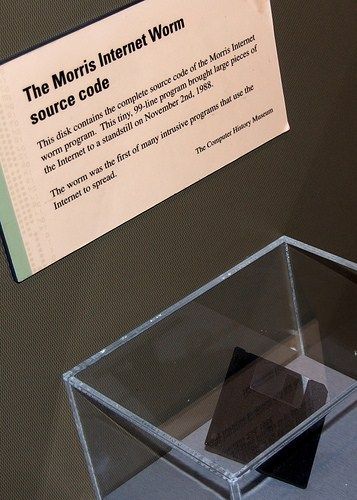 The Morris Internet Worm
source code
This disk contains the complete source code of the Morris Internet
worm program. This tiny, 99-line program brought large pieces of
the Internet to a standstill on November 2nd, 1988.
The worm was the first of many intrusive programs that use the
Internet to spread.
The Computer History Museum